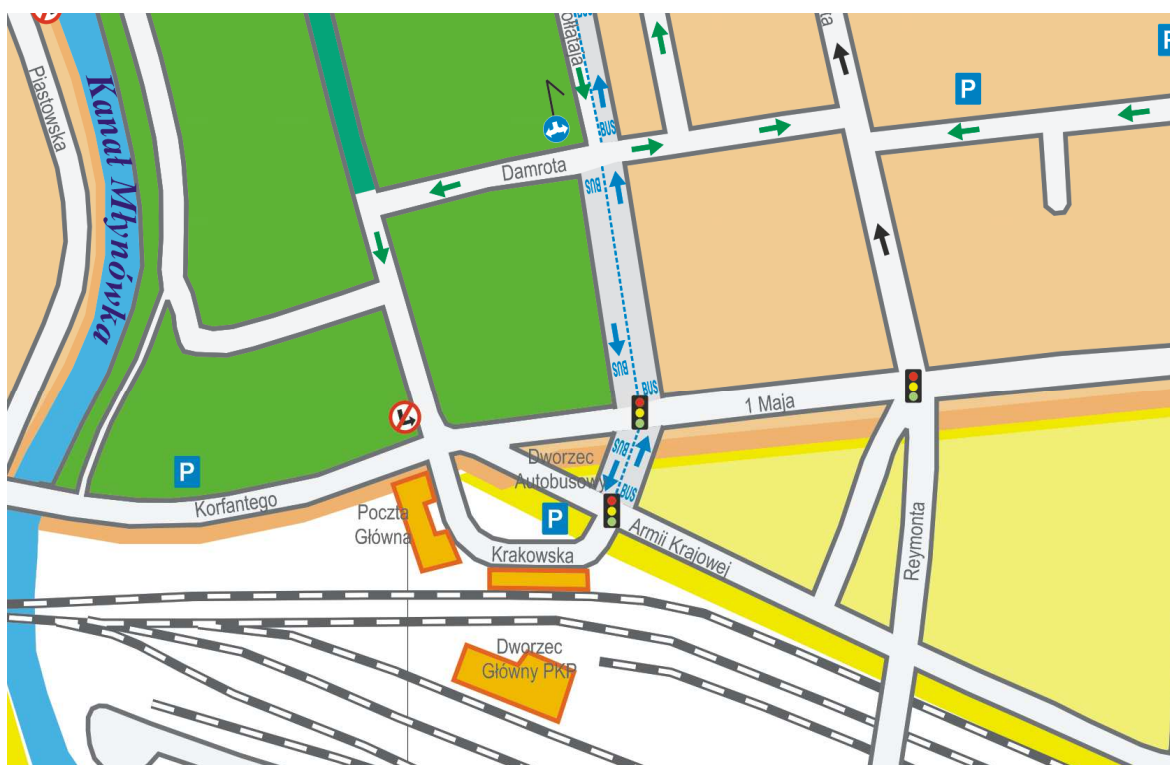 Piastowska
Kanał Młynówka
P
P
Damrota
BUS
BUS
BUS
BUS
BUS
BUS
BUS
1 Maja
Dworzec
Autobusowy
P
Korfantego
Poczta
Główna
P
Krakowska
Armii Krajowej
Reymonta
Dworzec
Główny PKP